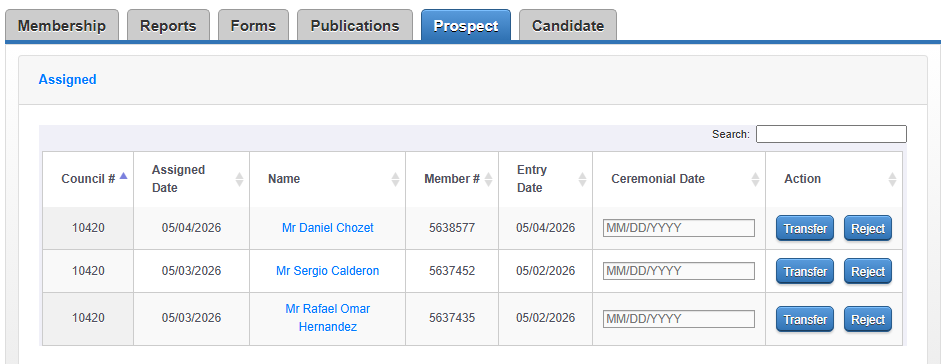 Membership Reports Forms Publications Prospect Candidate
Assigned
Search:
Council # Assigned Date Name Member # Entry Date Ceremonial Date Action
10420 05/04/2026 Mr Daniel Chozet 5638577 05/04/2026 MM/DD/YYYY Transfer Reject
10420 05/03/2026 Mr Sergio Calderon 5637452 05/02/2026 MM/DD/YYYY Transfer Reject
10420 05/03/2026 Mr Rafael Omar Hernandez 5637435 05/02/2026 MM/DD/YYYY Transfer Reject